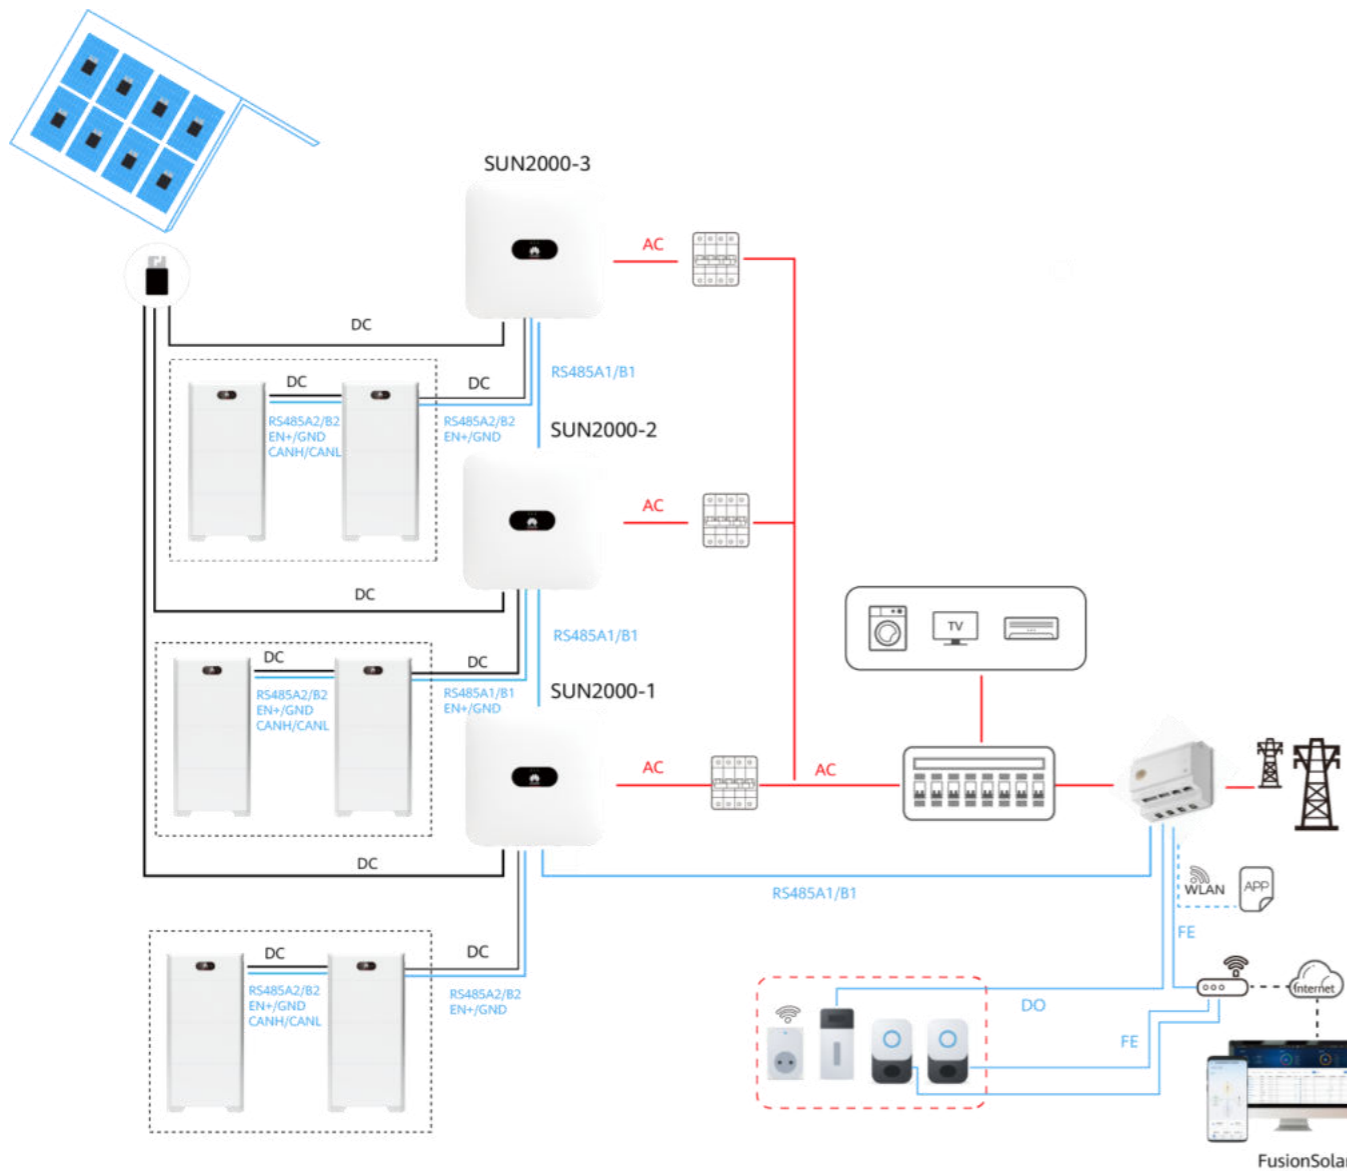 SUN2000-3
AC
DC
RS485A1/B1
DC
DC
RS485A2/B2
EN+/GND
CANH/CANL
RS485A2/B2
EN+/GND
SUN2000-2
AC
DC
RS485A1/B1
DC
DC
RS485A2/B2
EN+/GND
CANH/CANL
RS485A1/B1
EN+/GND
SUN2000-1
TV
AC
AC
DC
RS485A1/B1
WLAN
APP
FE
DC
DC
RS485A2/B2
EN+/GND
CANH/CANL
RS485A2/B2
EN+/GND
DO
Internet
FE
FusionSolar